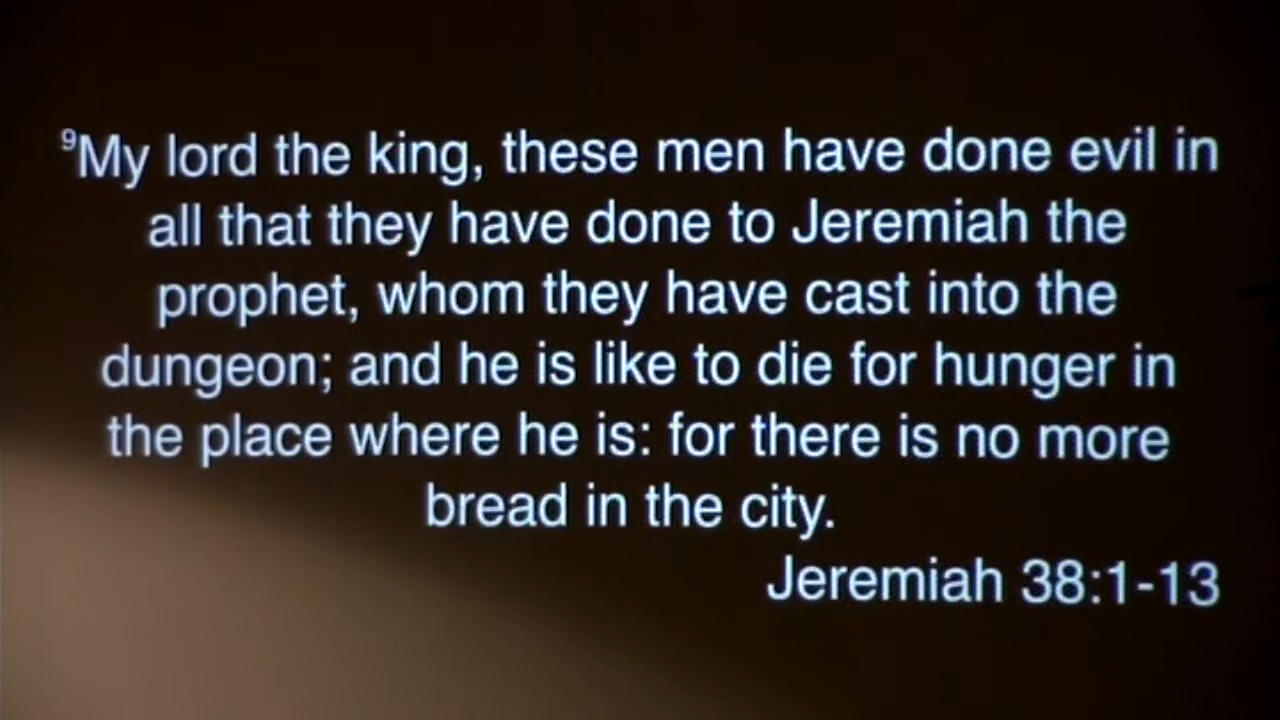 ⁹My lord the king, these men have done evil in
all that they have done to Jeremiah the
prophet, whom they have cast into the
dungeon; and he is like to die for hunger in
the place where he is: for there is no more
bread in the city.
Jeremiah 38:1-13